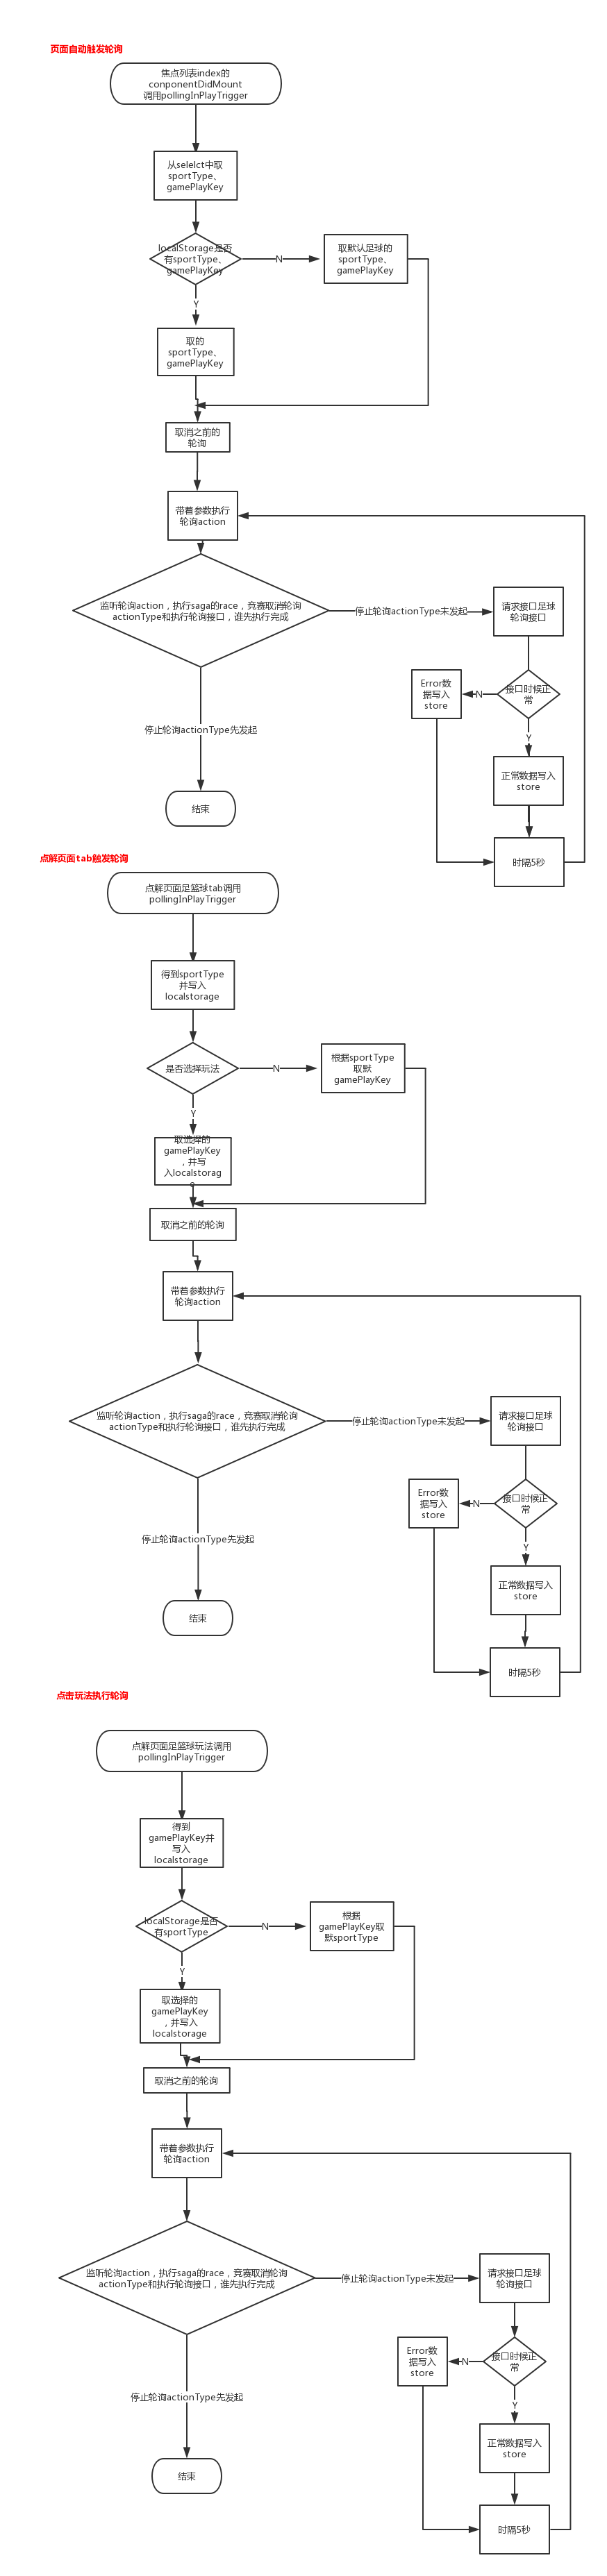 页面自动触发轮询
焦点列表index的
conponentDidMount
调用pollingInPlayTrigger
从selelct中取
sportType、
gamePlayKey
localStorage是否
有sportType、
gamePlayKey
N
取默认足球的
sportType、
gamePlayKey
Y
取的
sportType、
gamePlayKey
取消之前的
轮询
带着参数执行
轮询action
监听轮询action，执行saga的race，竞赛取消轮询
actionType和执行轮询接口，谁先执行完成
停止轮询actionType未发起
请求接口足球
轮询接口
接口时候正
常
N
Error数
据写入
store
Y
正常数据写入
store
时隔5秒
停止轮询actionType先发起
结束
点解页面tab触发轮询
点解页面足蓝球tab调用
pollingInPlayTrigger
得到sportType
并写入
localstorage
是否选择玩法
N
根据sportType
取默
gamePlayKey
Y
取选择的
gamePlayKey
，并写
入localstorag
e
取消之前的轮询
带着参数执行
轮询action
监听轮询action，执行saga的race，竞赛取消轮询
actionType和执行轮询接口，谁先执行完成
停止轮询actionType未发起
请求接口足球
轮询接口
接口时候正
常
N
Error数
据写入
store
Y
正常数据写入
store
时隔5秒
停止轮询actionType先发起
结束
点击玩法执行轮询
点解页面足蓝球玩法调用
pollingInPlayTrigger
得到
gamePlayKey并
写入
localstorage
localStorage是否
有sportType
N
根据
gamePlayKey取
默sportType
Y
取选择的
gamePlayKey
，并写入
localstorage
取消之前的轮询
带着参数执行
轮询action
监听轮询action，执行saga的race，竞赛取消轮询
actionType和执行轮询接口，谁先执行完成
停止轮询actionType未发起
请求接口足球
轮询接口
接口时候正
常
N
Error数
据写入
store
Y
正常数据写入
store
时隔5秒
停止轮询actionType先发起
结束